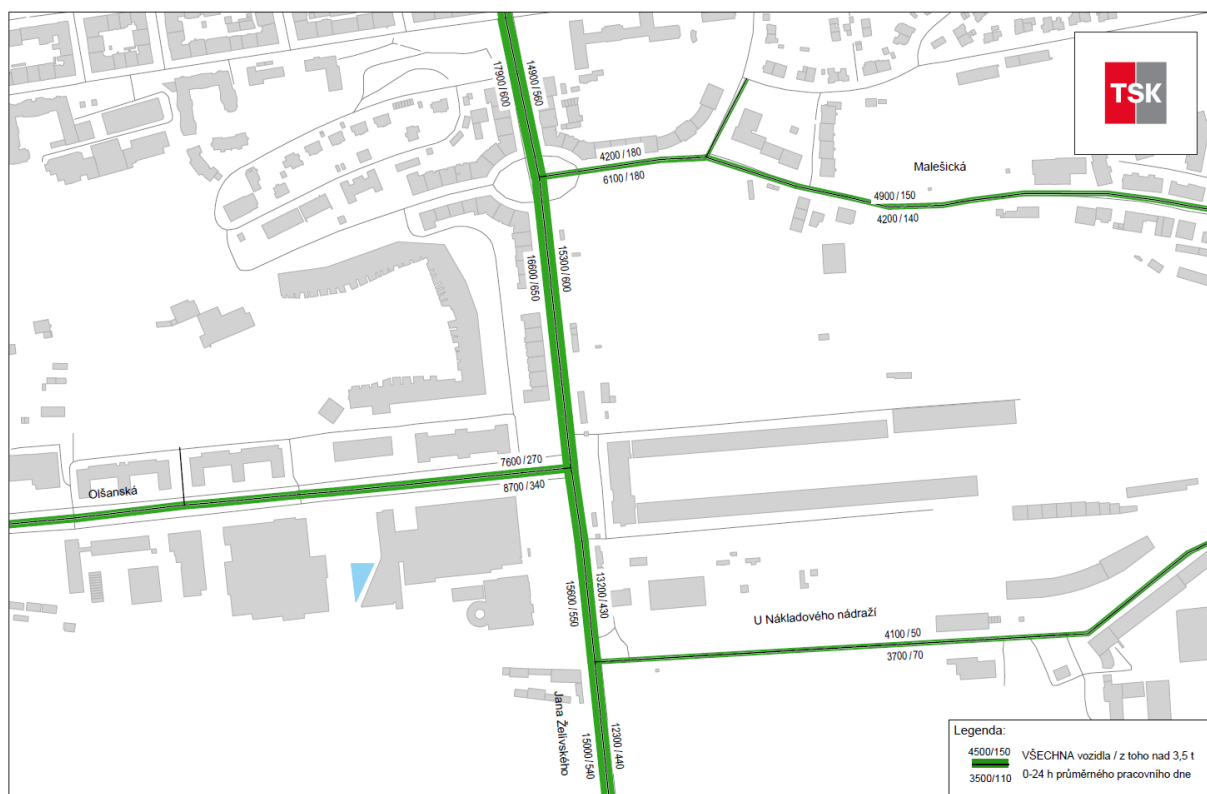 17900/600
14900/560
TSK
4200 / 180
6100 / 180
Malešická
4900 / 150
4200 / 140
16600/650
15300/600
7600 / 270
8700 / 340
Olšanská
15600/550
13200/430
U Nákladového nádraží
4100 / 50
3700 / 70
Jana Želivského
15000/540
12300/440
Legenda:
4500/150
VŠECHNA vozidla / z toho nad 3,5 t
3500/110
0-24 h průměrného pracovního dne